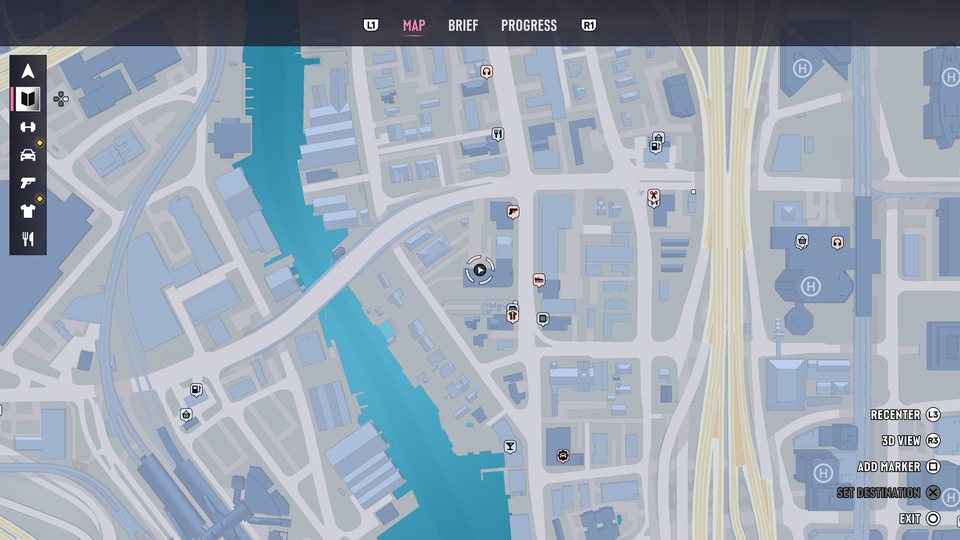 L1 MAP BRIEF PROGRESS R1
H
H
H
H
H
RECENTER L3
3D VIEW R3
ADD MARKER
SET DESTINATION
EXIT